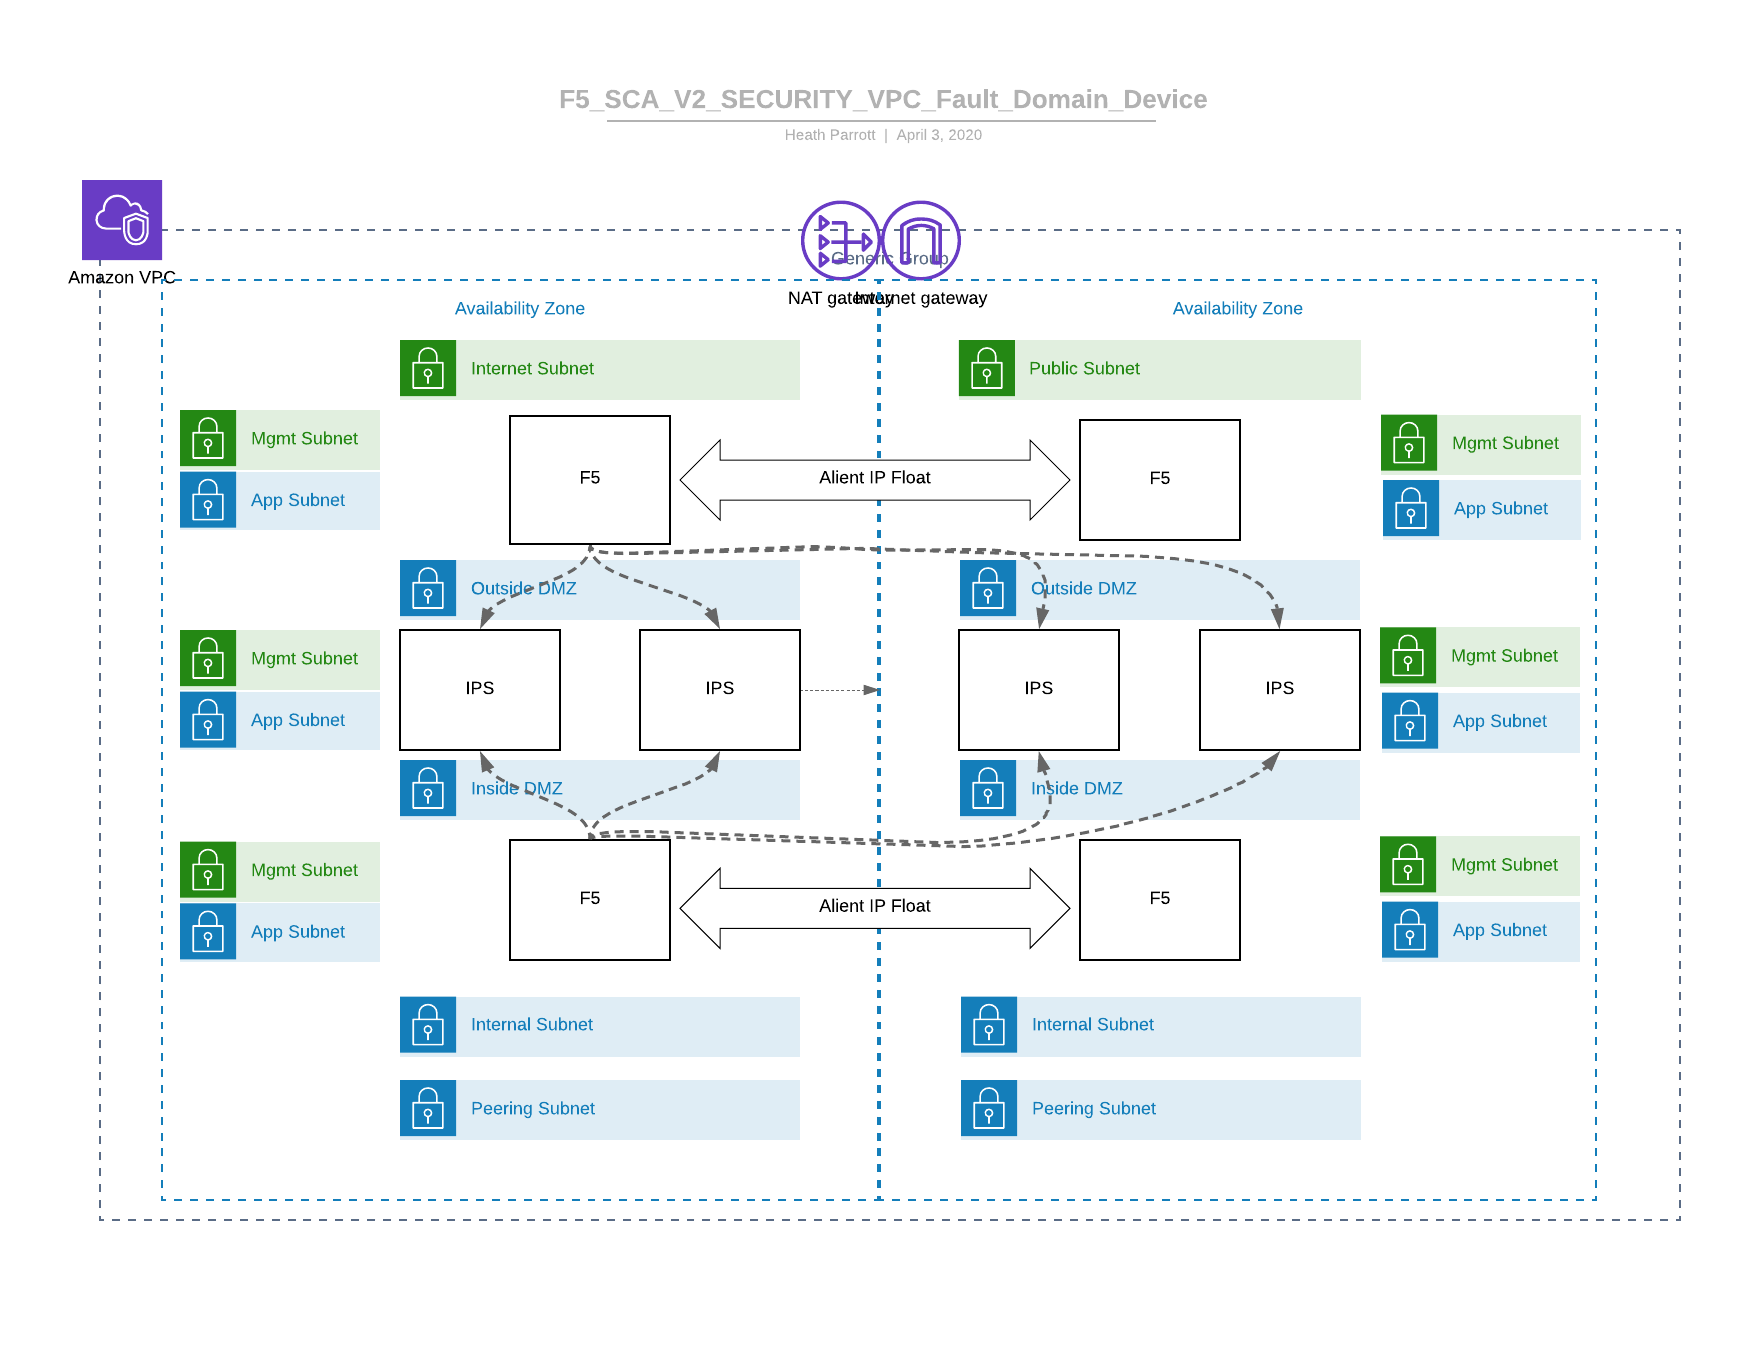 F5_SCA_V2_SECURITY_VPC_Fault_Domain_Device
Heath Parrott | April 3, 2020
Amazon VPC
Generic Group
NAT gateway
Internet gateway
Availability Zone
Availability Zone
Internet Subnet
Public Subnet
Mgmt Subnet
App Subnet
F5
Alient IP Float
F5
Mgmt Subnet
App Subnet
Outside DMZ
Outside DMZ
Mgmt Subnet
App Subnet
IPS
IPS
IPS
IPS
Mgmt Subnet
App Subnet
Inside DMZ
Inside DMZ
Mgmt Subnet
App Subnet
F5
Alient IP Float
F5
Mgmt Subnet
App Subnet
Internal Subnet
Internal Subnet
Peering Subnet
Peering Subnet